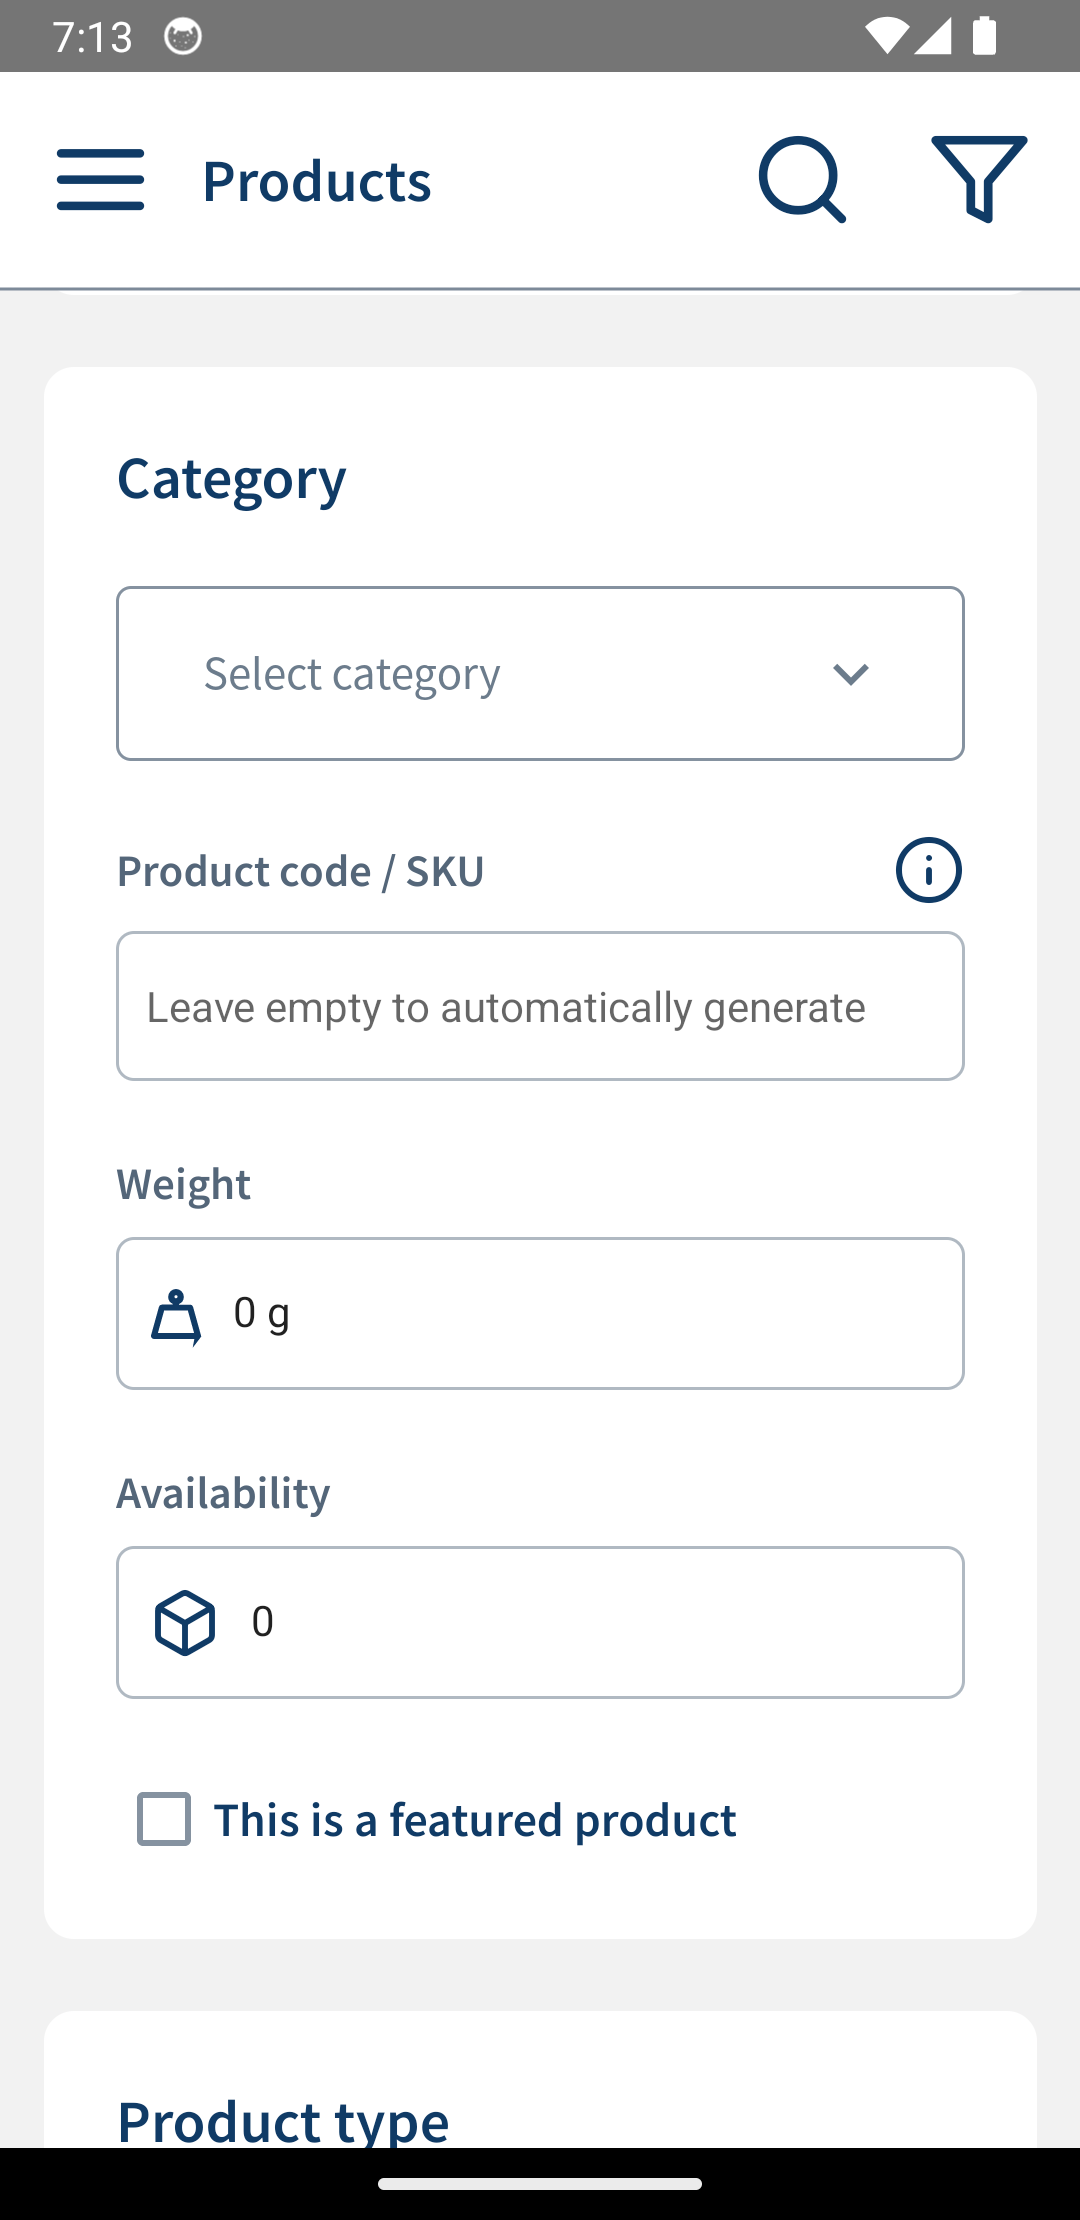 7:13
Products
Category
Select category
Product code / SKU
Leave empty to automatically generate
Weight
0 g
Availability
0
This is a featured product
Product type